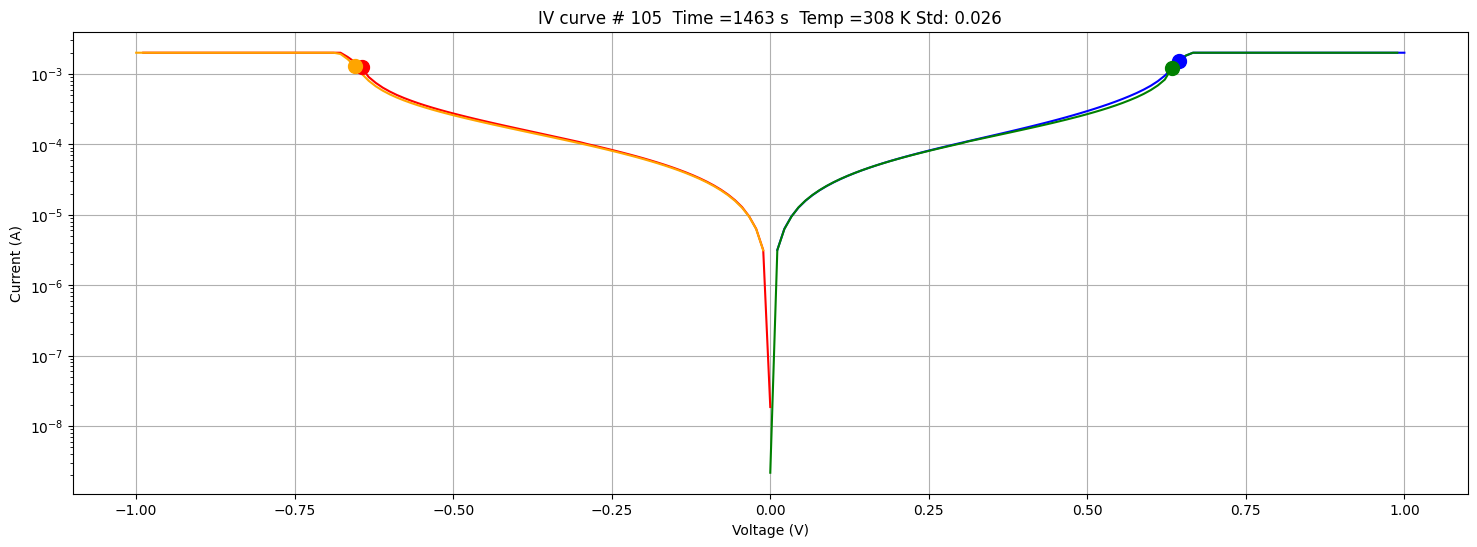 IV curve # 105  Time =1463 s  Temp =308 K Std: 0.026
Current (A)
10⁻³
10⁻⁴
10⁻⁵
10⁻⁶
10⁻⁷
10⁻⁸
−1.00 −0.75 −0.50 −0.25 0.00 0.25 0.50 0.75 1.00
Voltage (V)